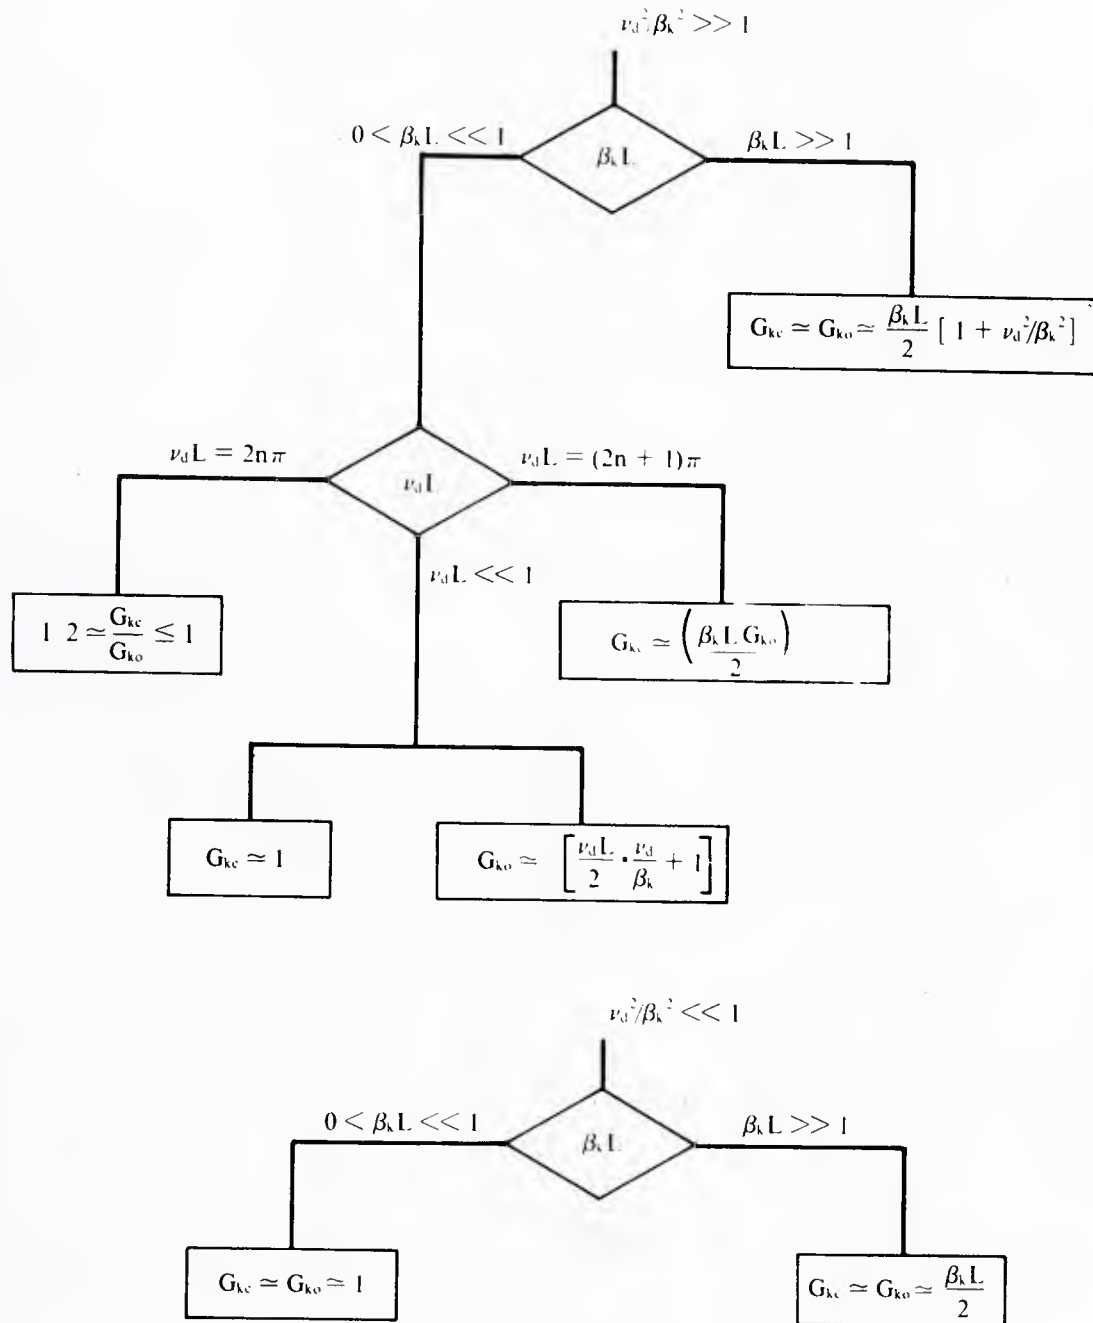 ν_d²/β_k² >> 1
0 < β_kL << 1
β_kL
β_kL >> 1
G_kc ≃ G_ko ≃ β_kL/2 [ 1 + ν_d²/β_k² ]
ν_dL = 2nπ
ν_dL
ν_dL = (2n + 1)π
ν_dL << 1
1 2 ≃ G_kc/G_ko ≤ 1
G_kc ≃ (β_kL G_ko/2)
G_kc ≃ 1
G_ko ≃ [ν_dL/2 · ν_d/β_k + 1]
ν_d²/β_k² << 1
0 < β_kL << 1
β_kL
β_kL >> 1
G_kc ≃ G_ko ≃ 1
G_kc ≃ G_ko ≃ β_kL/2